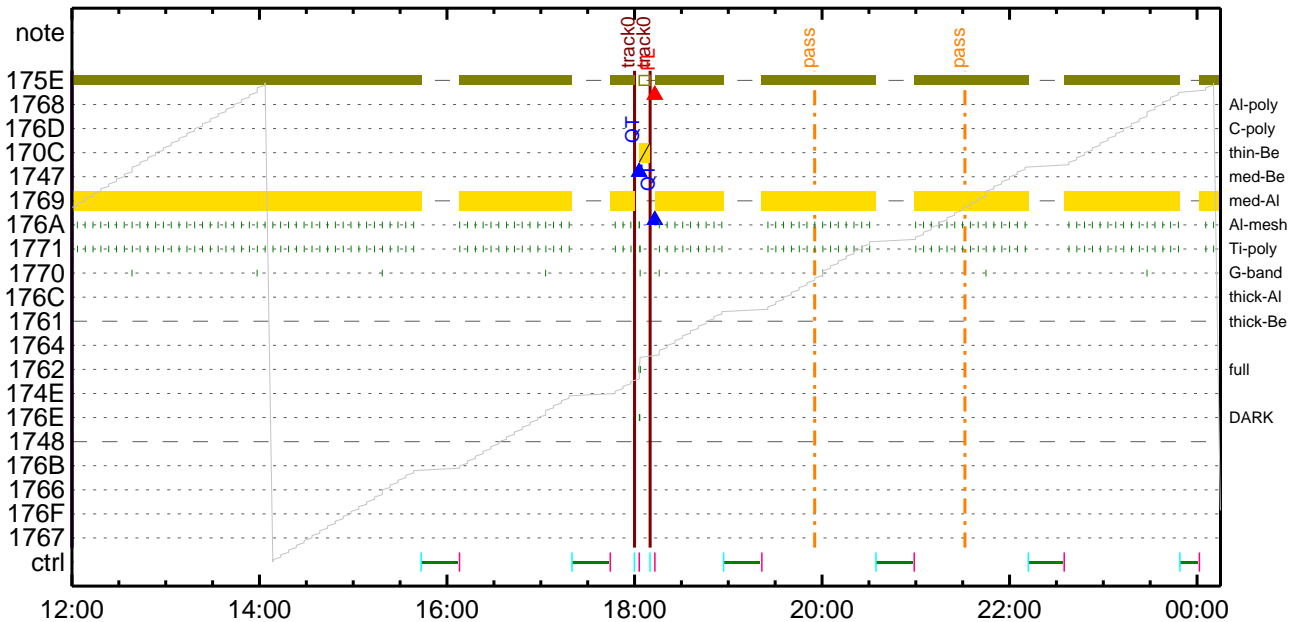 note
track0
track0
FL
pass
pass
175E
1768
Al-poly
176D
C-poly
QT
170C
thin-Be
1747
med-Be
QT
1769
med-Al
176A
Al-mesh
1771
Ti-poly
1770
G-band
176C
thick-Al
1761
thick-Be
1764
1762
full
174E
176E
DARK
1748
176B
1766
176F
1767
ctrl
12:00
14:00
16:00
18:00
20:00
22:00
00:00